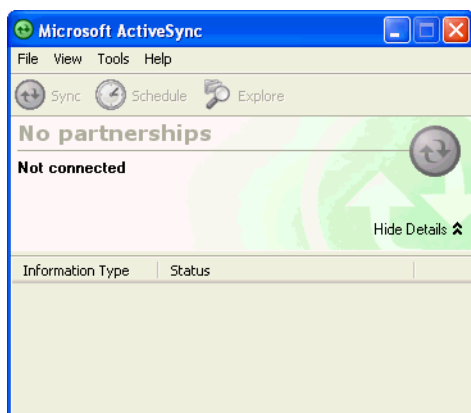 Microsoft ActiveSync
File View Tools Help
Sync Schedule Explore
No partnerships
Not connected
Hide Details
Information Type Status